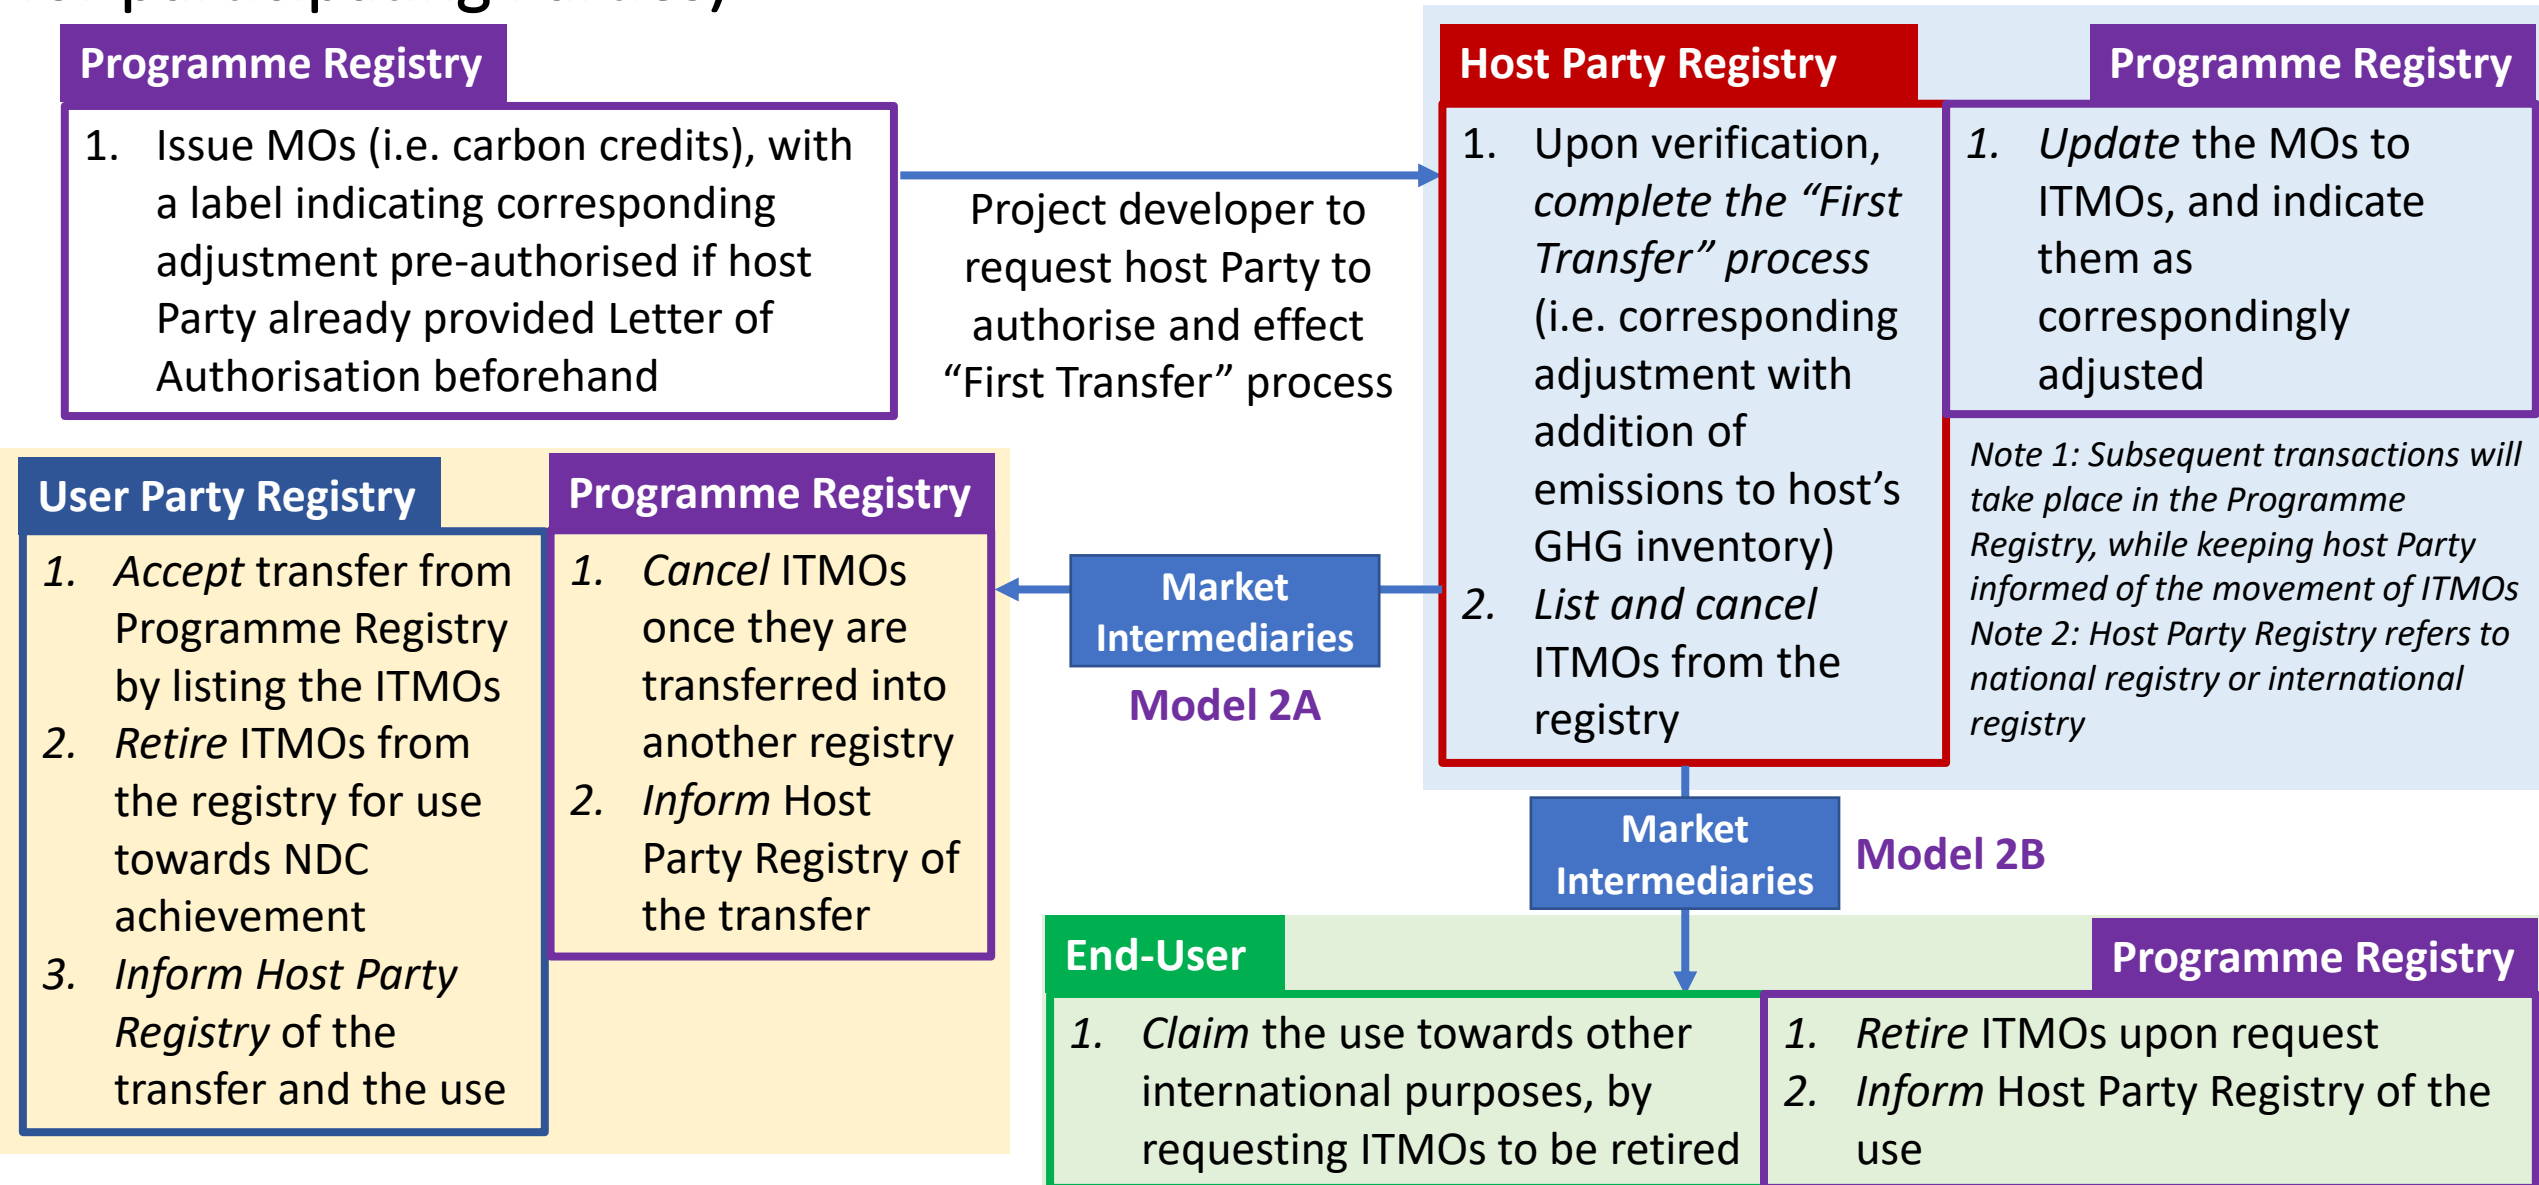 Programme Registry
1. Issue MOs (i.e. carbon credits), with
a label indicating corresponding
adjustment pre-authorised if host
Party already provided Letter of
Authorisation beforehand
Project developer to
request host Party to
authorise and effect
“First Transfer” process
Host Party Registry
1. Upon verification,
complete the “First
Transfer” process
(i.e. corresponding
adjustment with
addition of
emissions to host’s
GHG inventory)
2. List and cancel
ITMOs from the
registry
Programme Registry
1. Update the MOs to
ITMOs, and indicate
them as
correspondingly
adjusted
Note 1: Subsequent transactions will
take place in the Programme
Registry, while keeping host Party
informed of the movement of ITMOs
Note 2: Host Party Registry refers to
national registry or international
registry
Market
Intermediaries
Model 2A
User Party Registry
1. Accept transfer from
Programme Registry
by listing the ITMOs
2. Retire ITMOs from
the registry for use
towards NDC
achievement
3. Inform Host Party
Registry of the
transfer and the use
Programme Registry
1. Cancel ITMOs
once they are
transferred into
another registry
2. Inform Host
Party Registry of
the transfer
Market
Intermediaries
Model 2B
End-User
1. Claim the use towards other
international purposes, by
requesting ITMOs to be retired
Programme Registry
1. Retire ITMOs upon request
2. Inform Host Party Registry of the
use